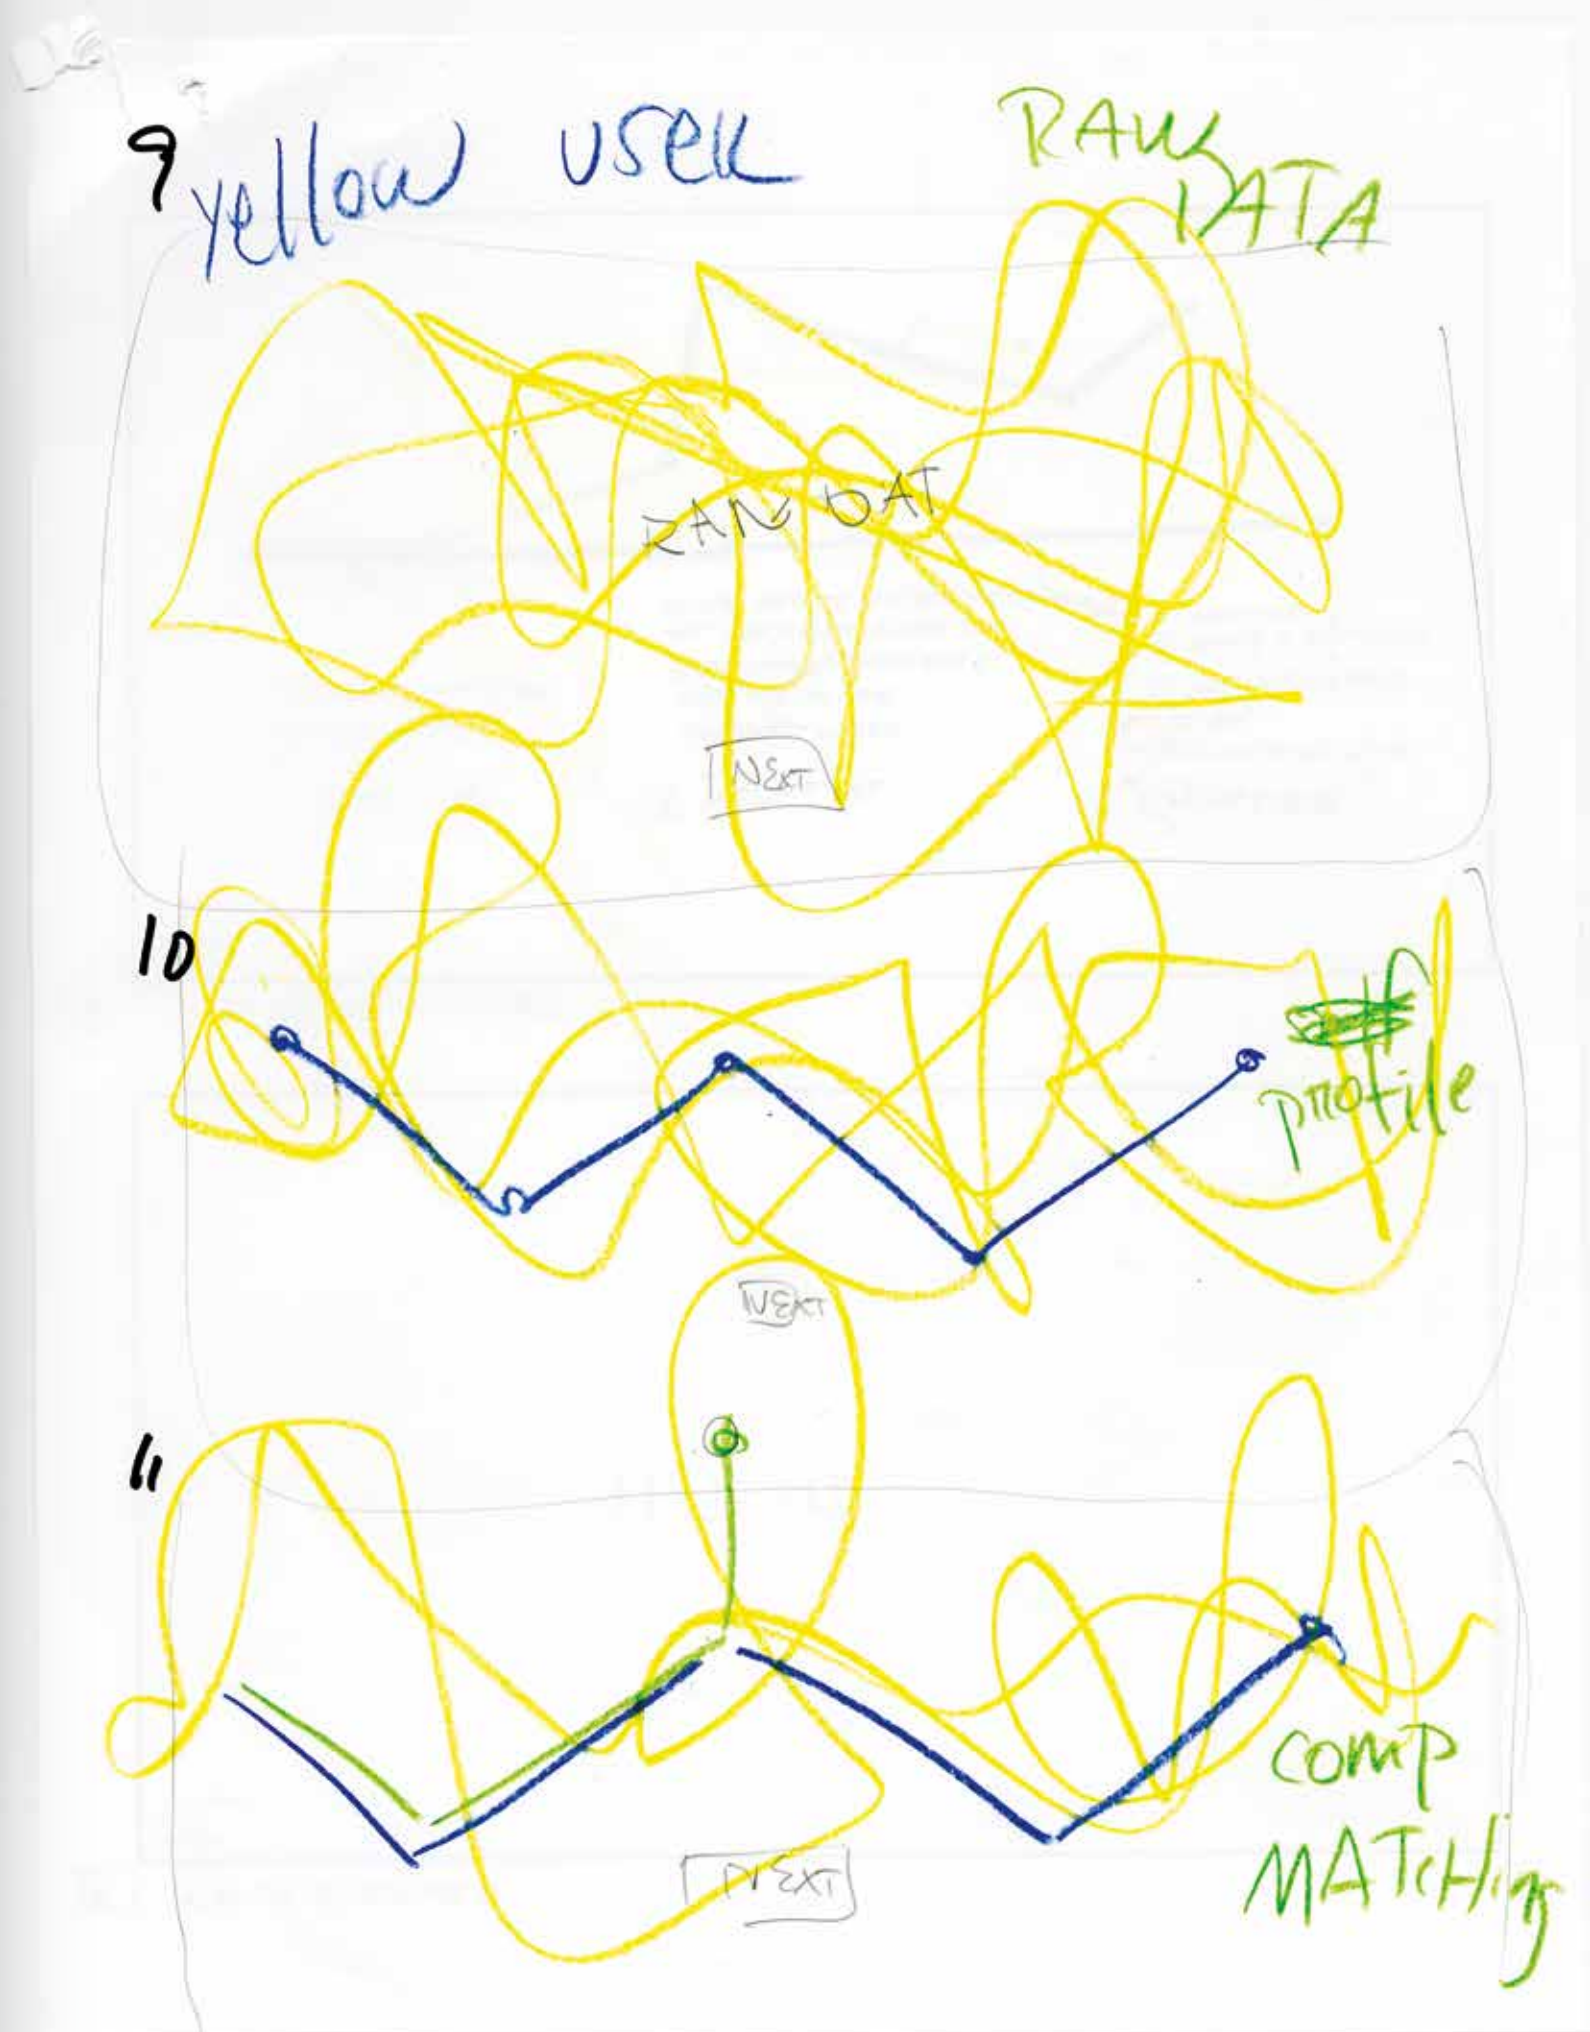 9
yellow user
RAW
DATA
RAW DAT
NEXT
10
profile
NEXT
11
COMP
MATCHing
NEXT